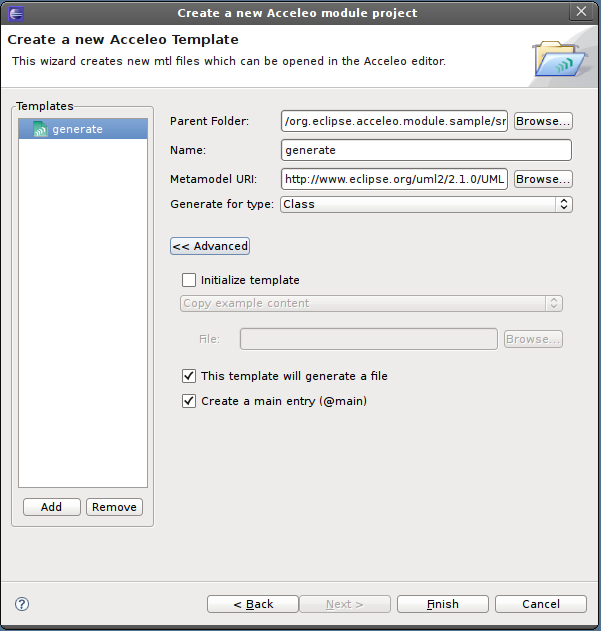 Create a new Acceleo module project
Create a new Acceleo Template
This wizard creates new mtl files which can be opened in the Acceleo editor.
Templates
generate
Add
Remove
Parent Folder:
/org.eclipse.acceleo.module.sample/sr
Browse...
Name:
generate
Metamodel URI:
http://www.eclipse.org/uml2/2.1.0/UML
Browse...
Generate for type:
Class
<< Advanced
Initialize template
Copy example content
File:
Browse...
This template will generate a file
Create a main entry (@main)
?
< Back
Next >
Finish
Cancel